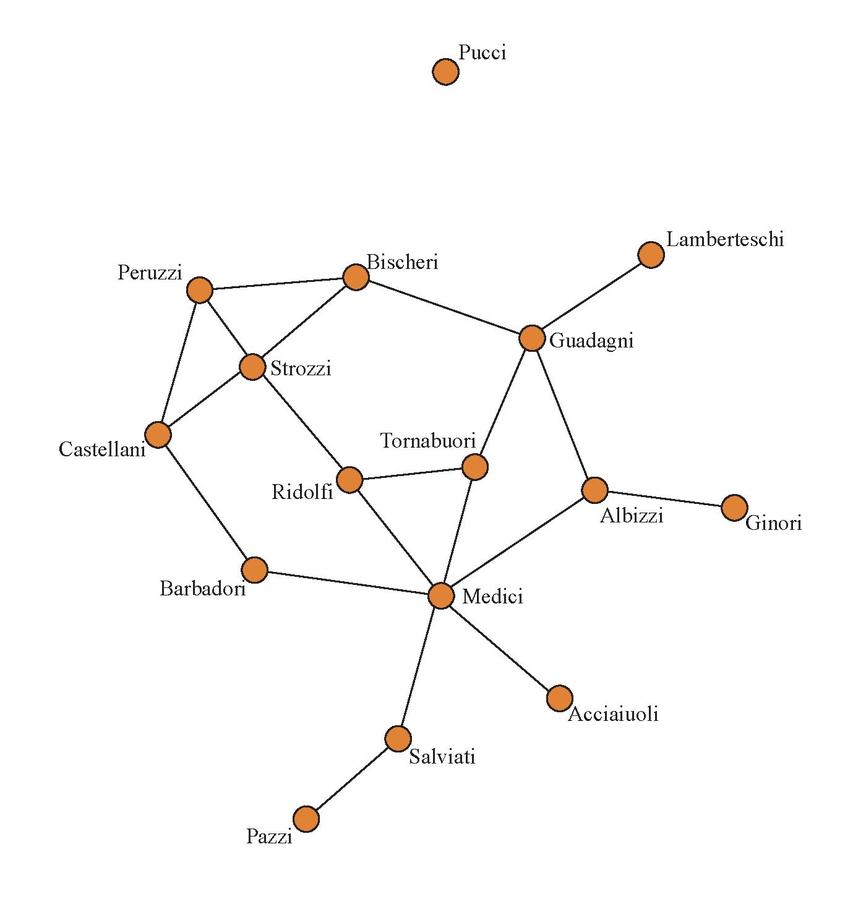 Pucci
Lamberteschi
Bischeri
Peruzzi
Guadagni
Strozzi
Tornabuori
Castellani
Ridolfi
Albizzi
Ginori
Barbadori
Medici
Acciaiuoli
Salviati
Pazzi